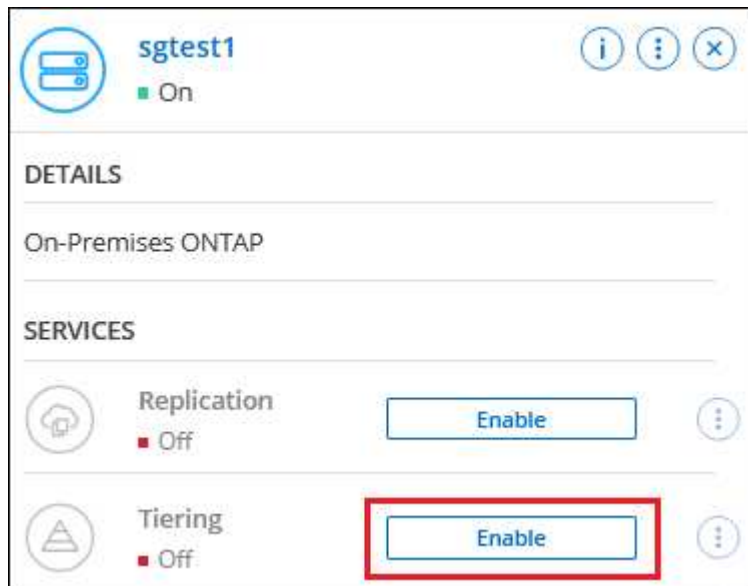 sgtest1
On
DETAILS
On-Premises ONTAP
SERVICES
Replication
Enable
Off
Tiering
Enable
Off